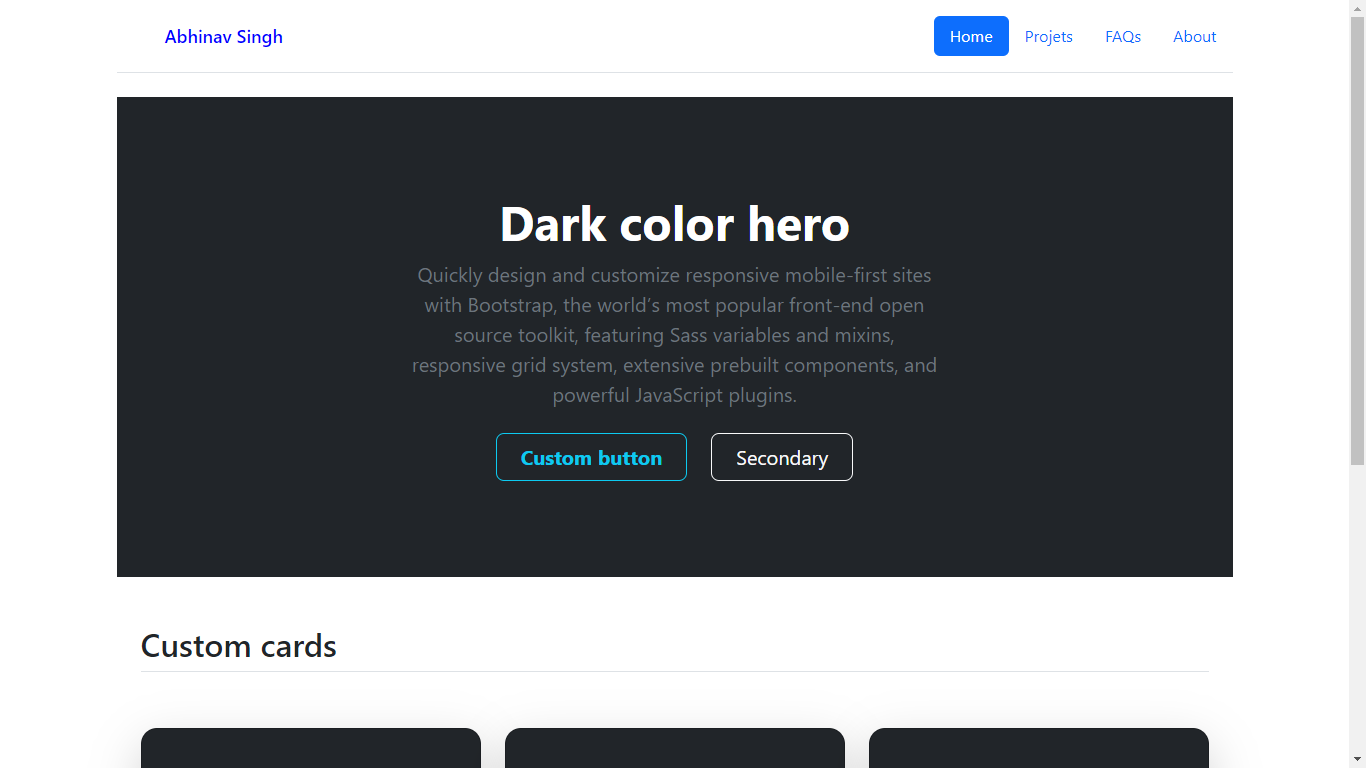 Abhinav Singh
Home
Projets
FAQs
About
Dark color hero
Quickly design and customize responsive mobile-first sites
with Bootstrap, the world’s most popular front-end open
source toolkit, featuring Sass variables and mixins,
responsive grid system, extensive prebuilt components, and
powerful JavaScript plugins.
Custom button
Secondary
Custom cards